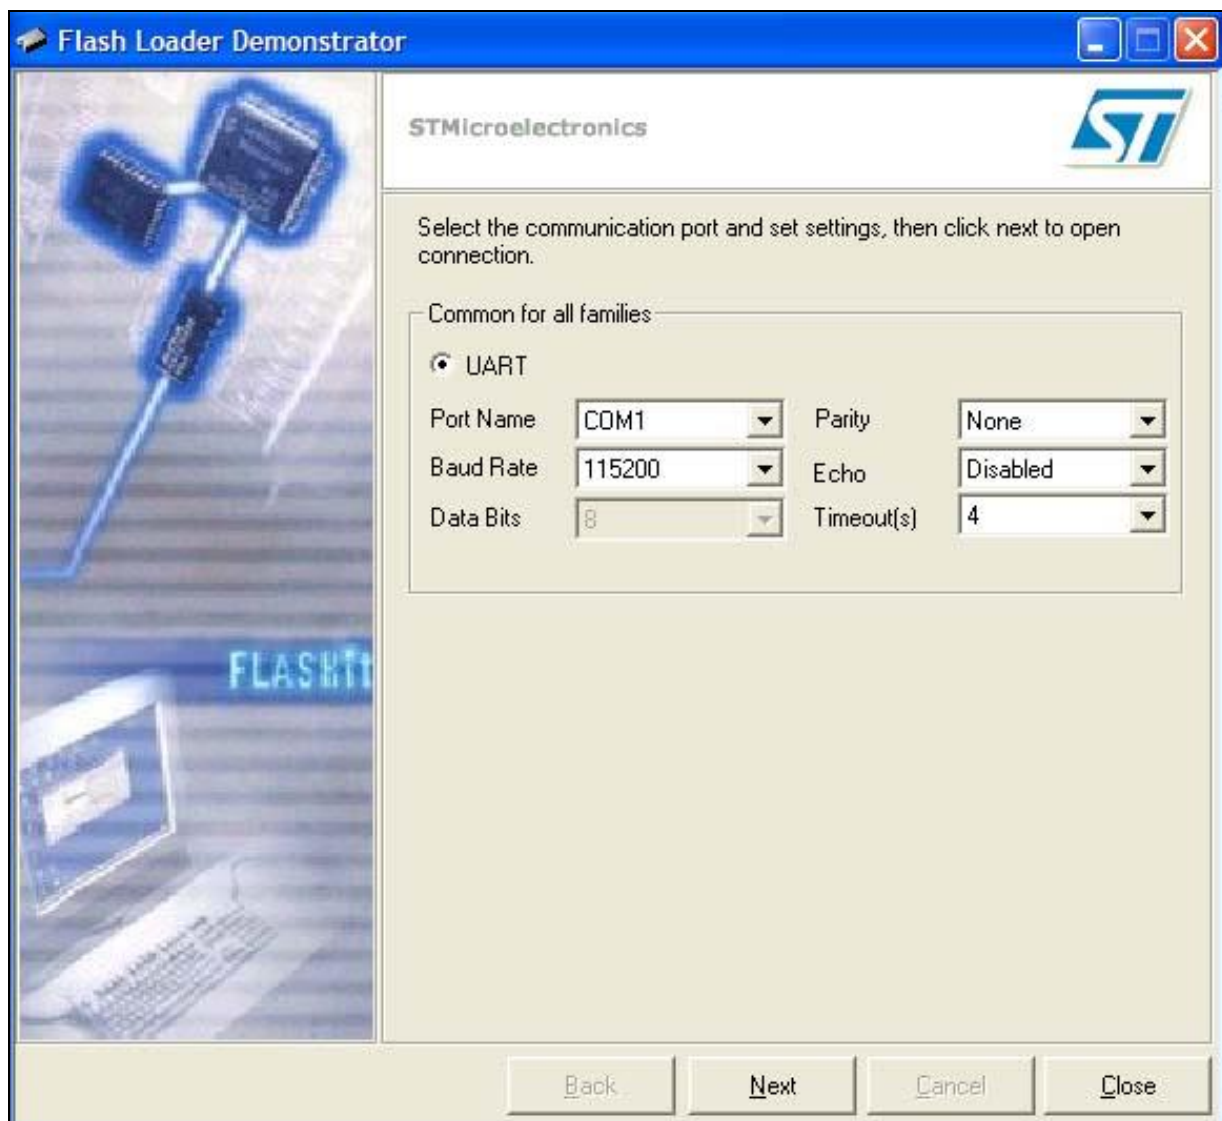 Flash Loader Demonstrator
STMicroelectronics
ST
Select the communication port and set settings, then click next to open
connection.
Common for all families
UART
Port Name COM1 Parity None
Baud Rate 115200 Echo Disabled
Data Bits 8 Timeout(s) 4
FLASHit
Back Next Cancel Close